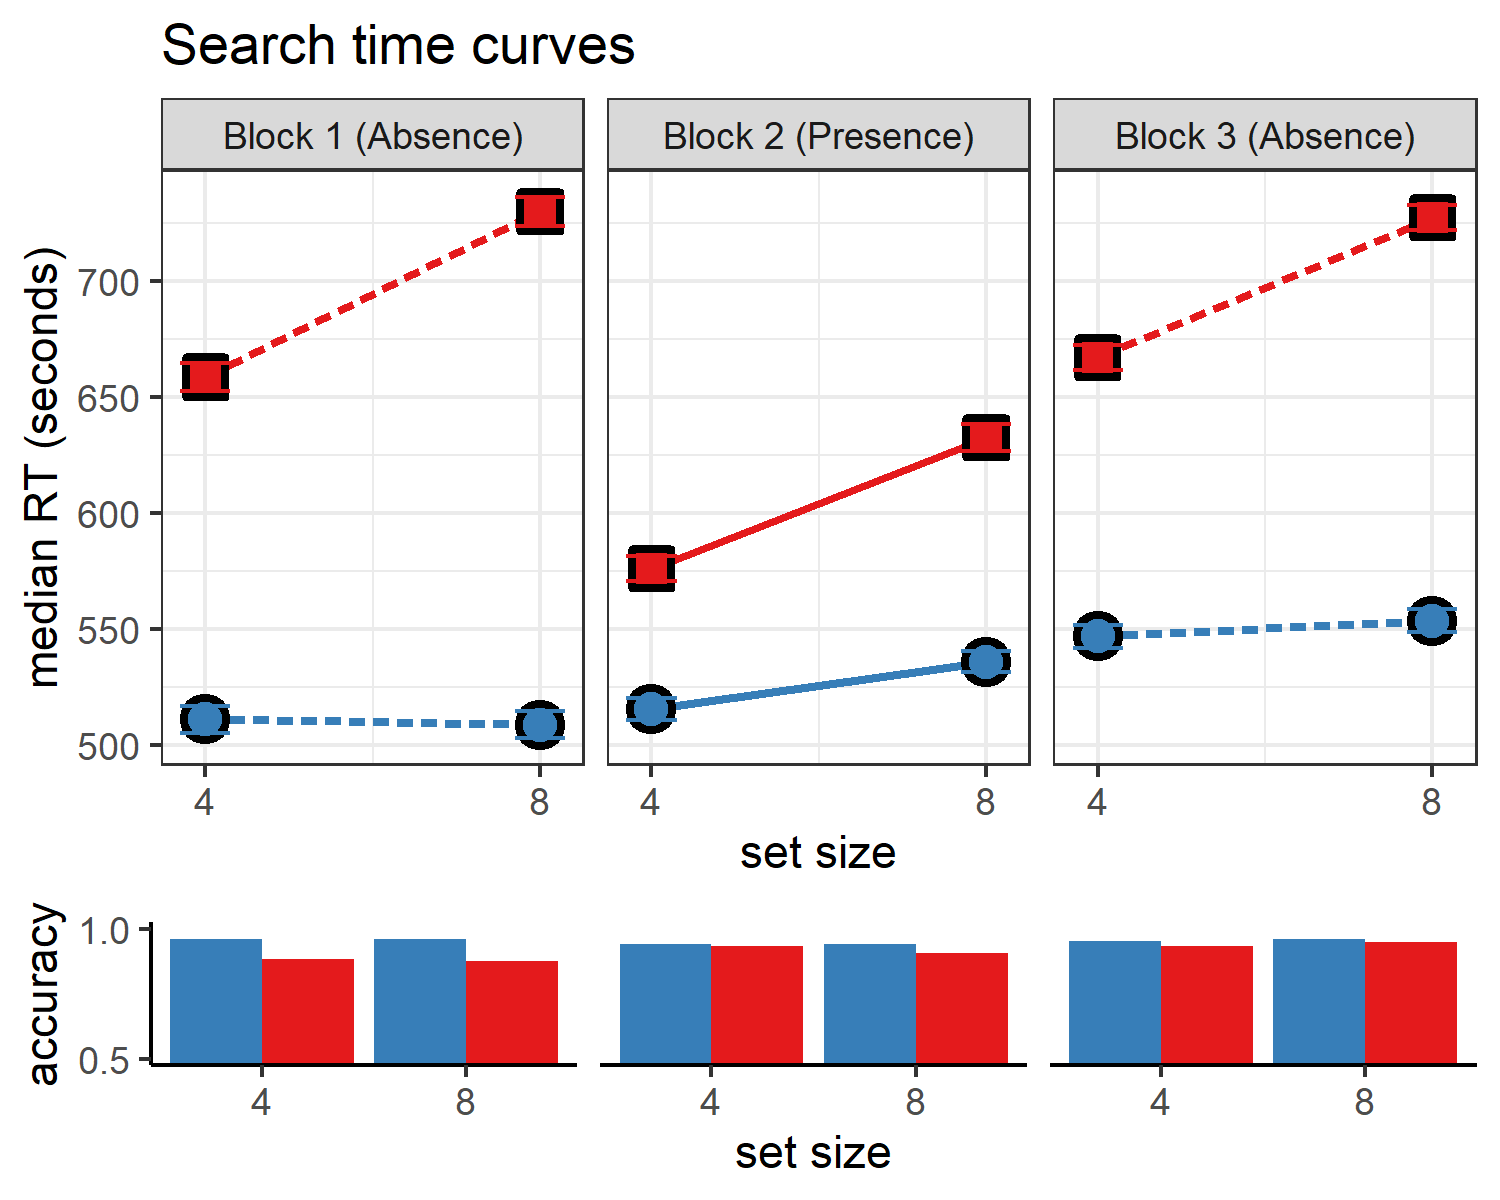 Search time curves
Block 1 (Absence) Block 2 (Presence) Block 3 (Absence)
median RT (seconds)
700
650
600
550
500
4 8 4 8 4 8
set size
accuracy
1.0
0.5
4 8 4 8 4 8
set size